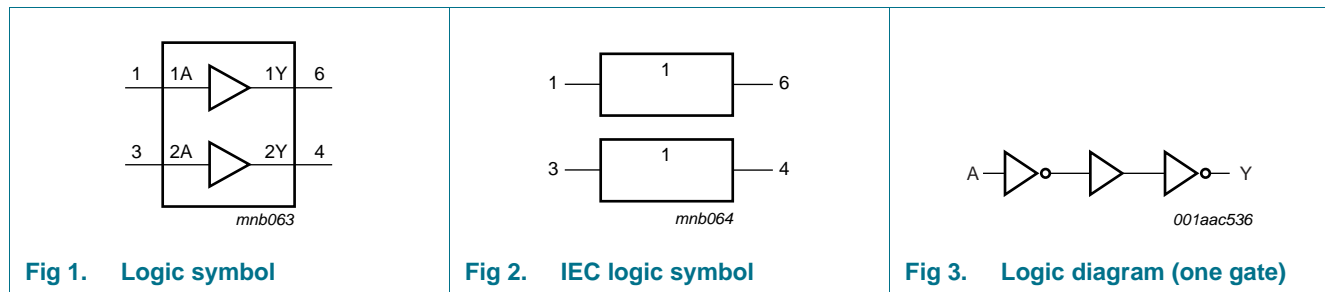 1 1A 1Y 6
3 2A 2Y 4
mnb063
Fig 1. Logic symbol
1
1 6
1
3 4
mnb064
Fig 2. IEC logic symbol
A Y
001aac536
Fig 3. Logic diagram (one gate)